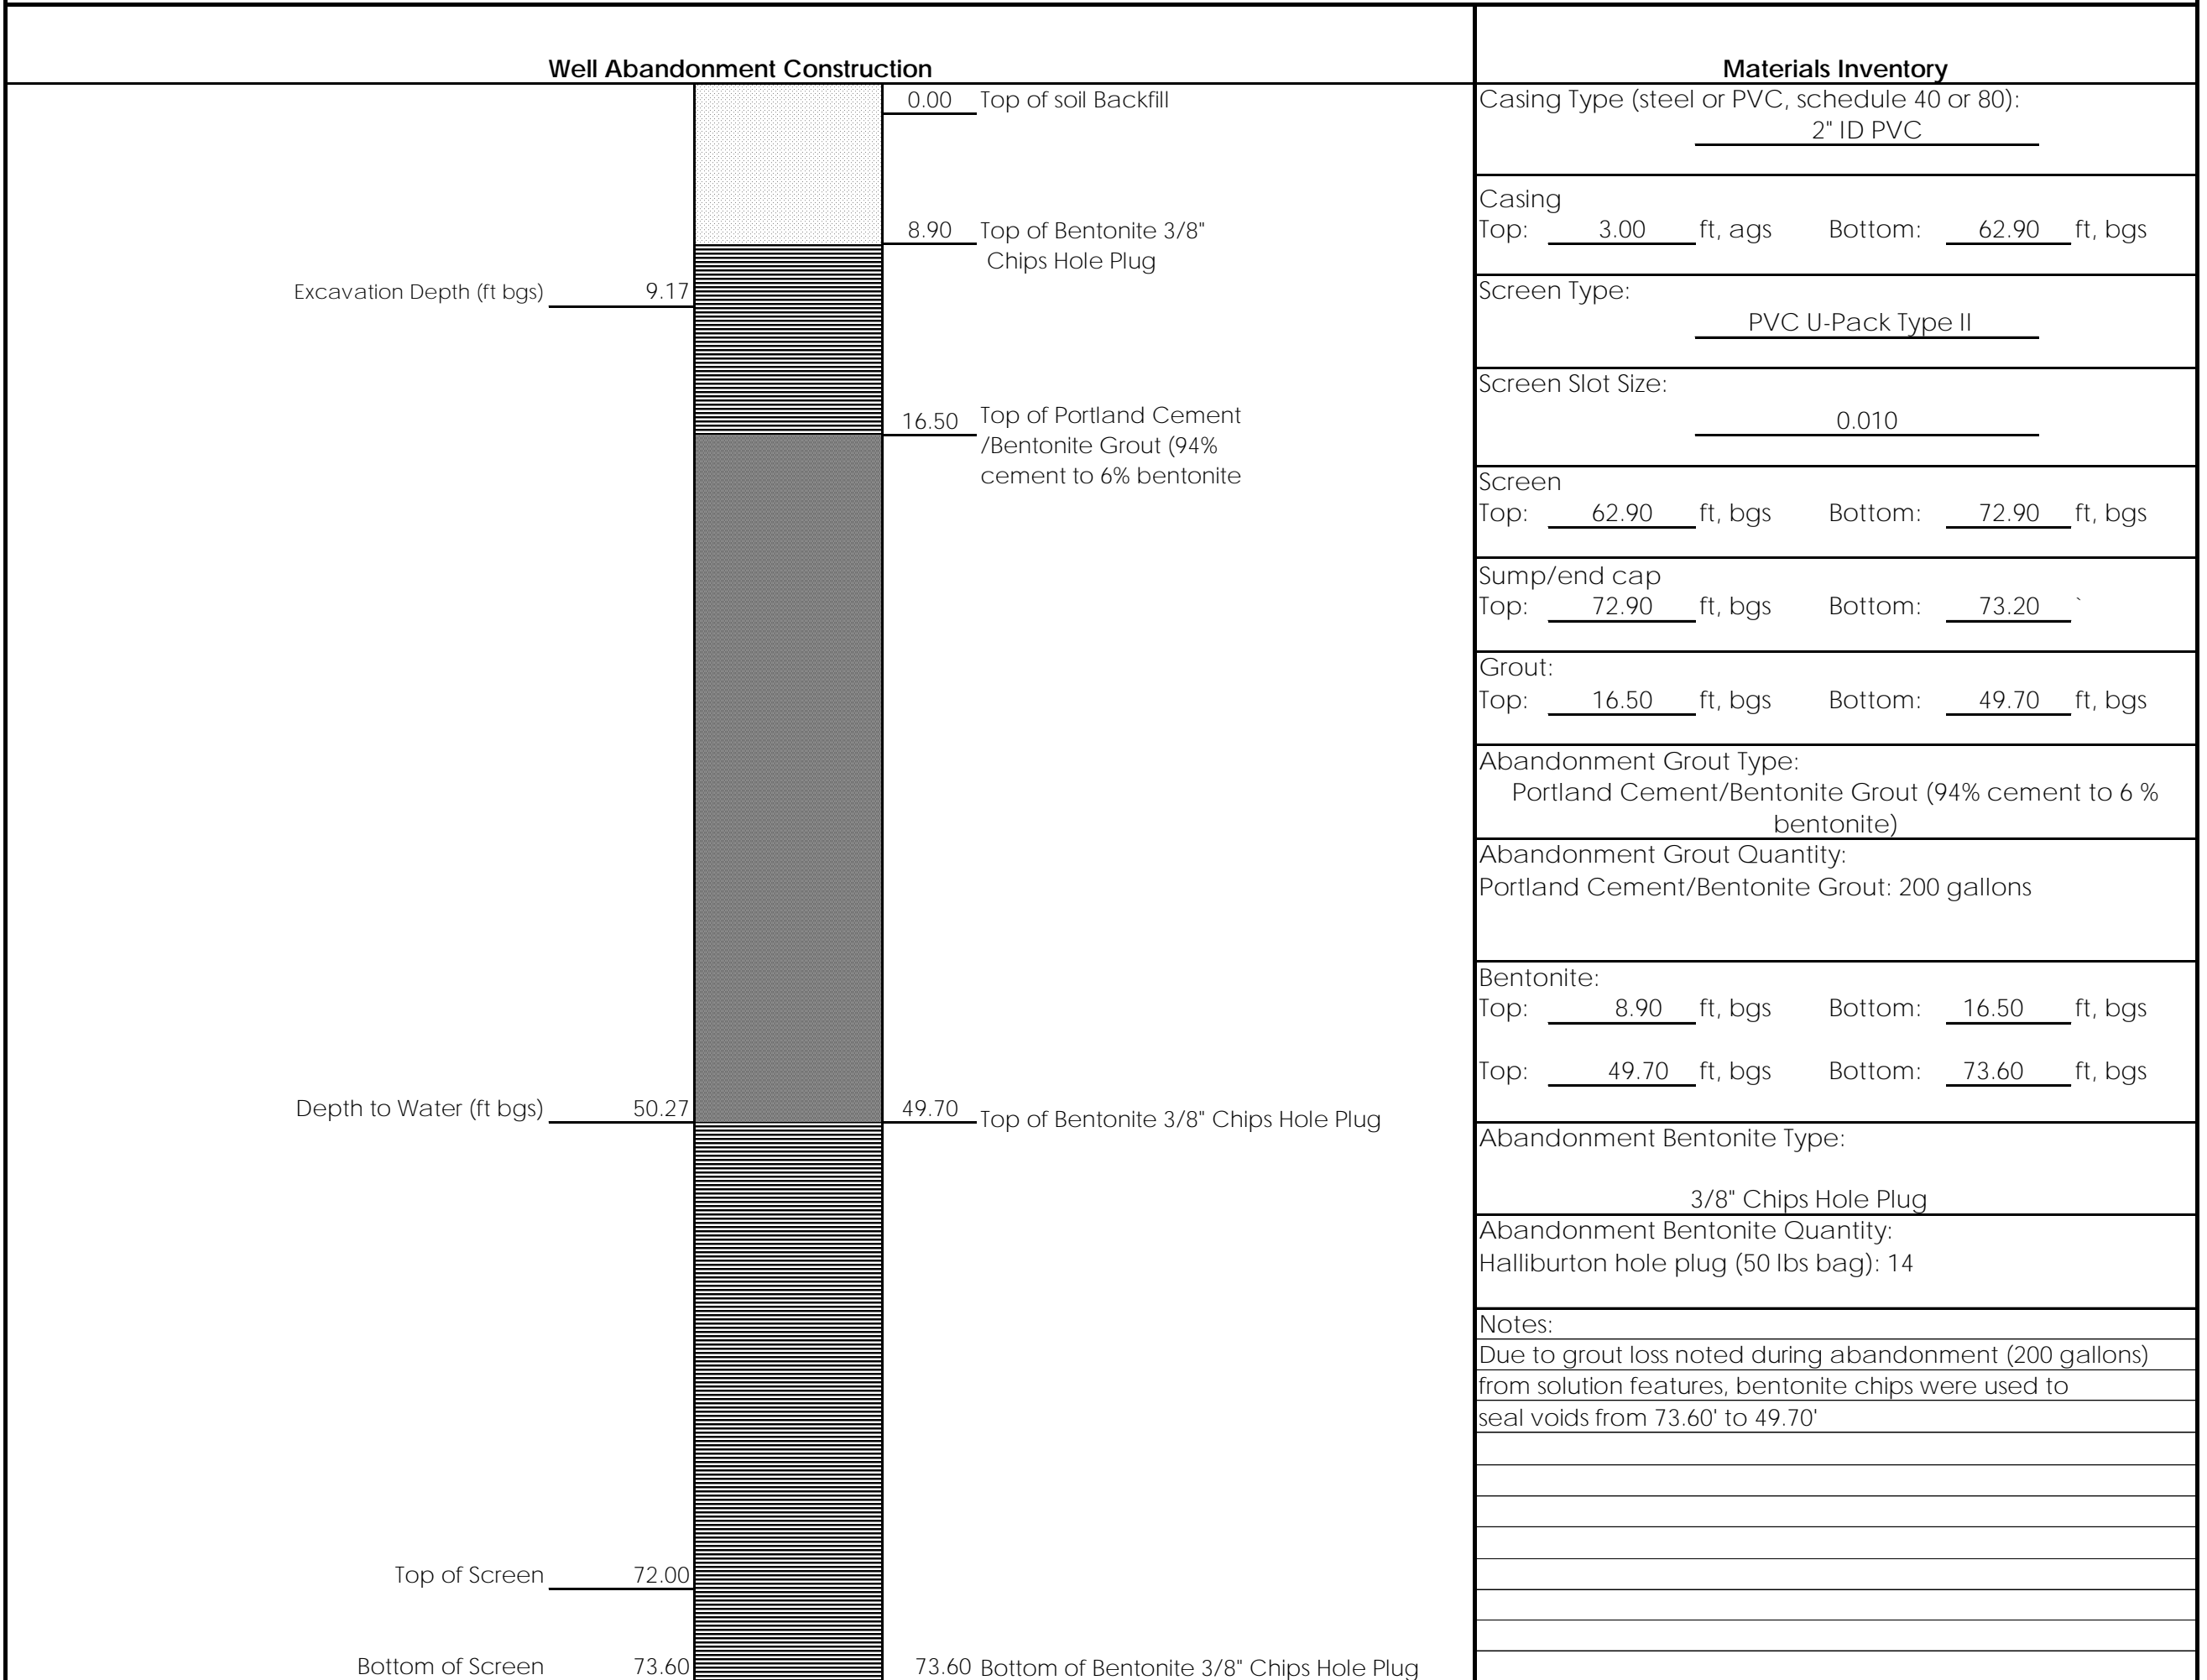 Well Abandonment Construction
0.00 Top of soil Backfill
8.90 Top of Bentonite 3/8"
Chips Hole Plug
Excavation Depth (ft bgs) 9.17
16.50 Top of Portland Cement
/Bentonite Grout (94%
cement to 6% bentonite
Depth to Water (ft bgs) 50.27
49.70 Top of Bentonite 3/8" Chips Hole Plug
Top of Screen 72.00
Bottom of Screen 73.60
73.60 Bottom of Bentonite 3/8" Chips Hole Plug
Materials Inventory
Casing Type (steel or PVC, schedule 40 or 80):
2" ID PVC
Casing
Top: 3.00 ft, ags Bottom: 62.90 ft, bgs
Screen Type:
PVC U-Pack Type II
Screen Slot Size:
0.010
Screen
Top: 62.90 ft, bgs Bottom: 72.90 ft, bgs
Sump/end cap
Top: 72.90 ft, bgs Bottom: 73.20 `
Grout:
Top: 16.50 ft, bgs Bottom: 49.70 ft, bgs
Abandonment Grout Type:
Portland Cement/Bentonite Grout (94% cement to 6 %
bentonite)
Abandonment Grout Quantity:
Portland Cement/Bentonite Grout: 200 gallons
Bentonite:
Top: 8.90 ft, bgs Bottom: 16.50 ft, bgs
Top: 49.70 ft, bgs Bottom: 73.60 ft, bgs
Abandonment Bentonite Type:
3/8" Chips Hole Plug
Abandonment Bentonite Quantity:
Halliburton hole plug (50 lbs bag): 14
Notes:
Due to grout loss noted during abandonment (200 gallons)
from solution features, bentonite chips were used to
seal voids from 73.60' to 49.70'